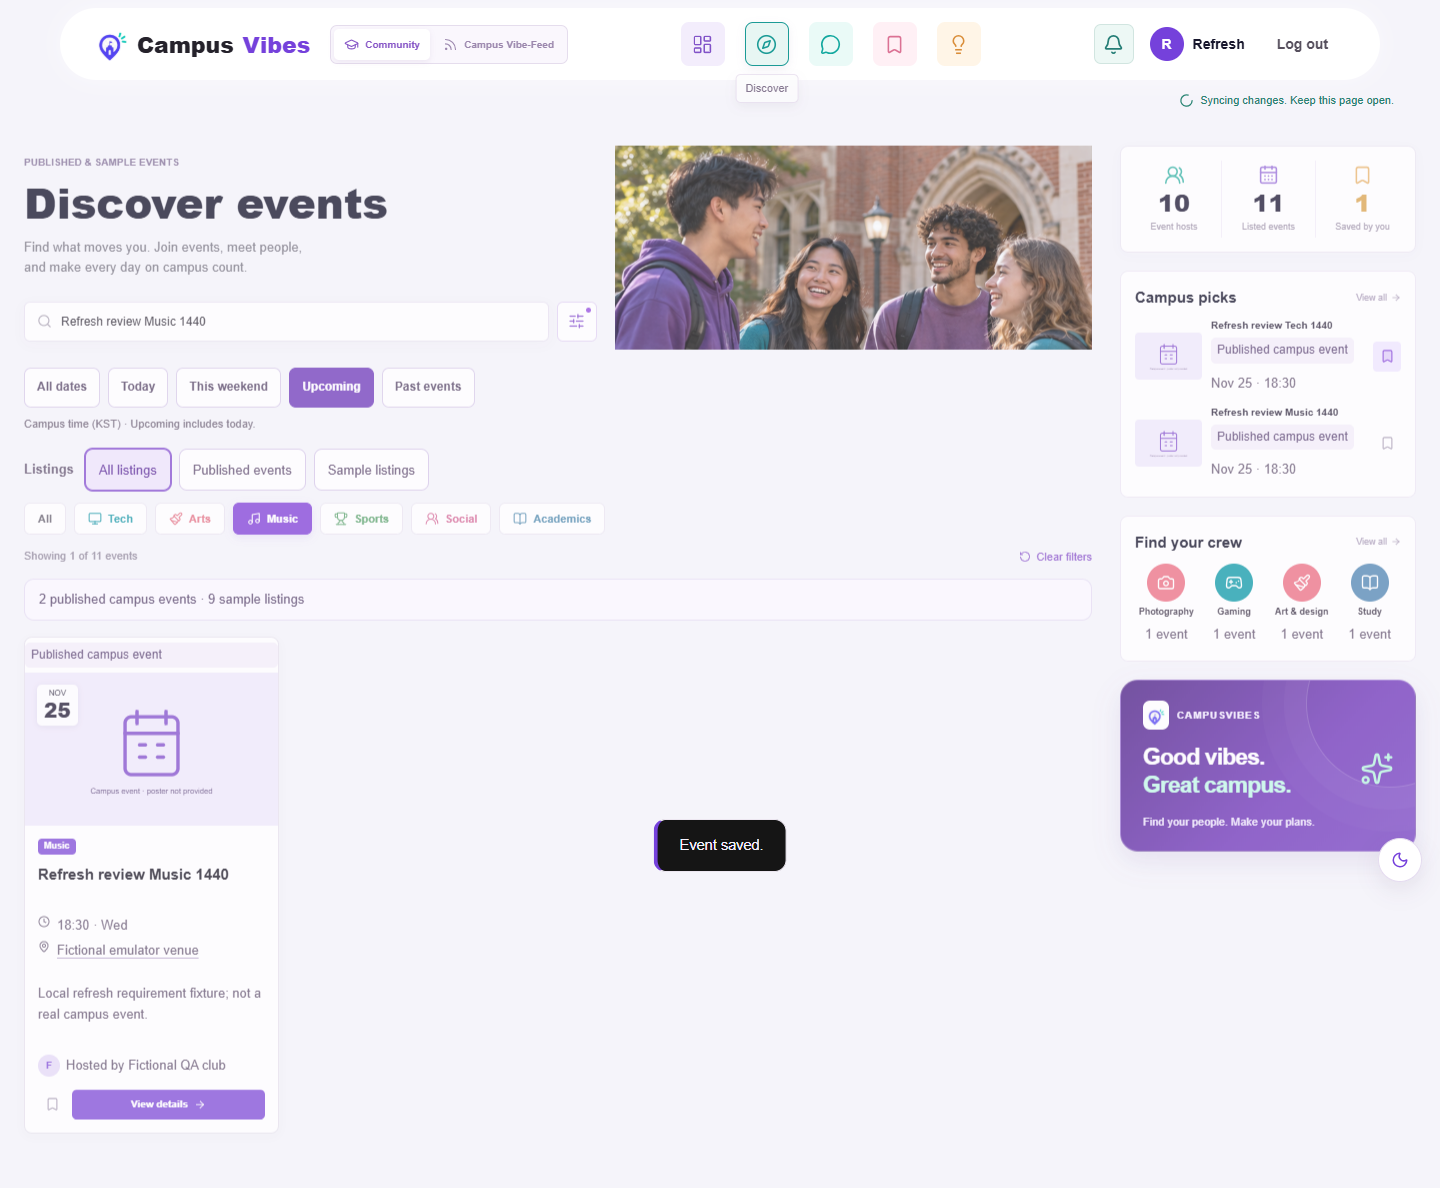 Campus Vibes
Community
Campus Vibe-Feed
R
Refresh
Log out
Discover
Syncing changes. Keep this page open.
PUBLISHED & SAMPLE EVENTS
Discover events
Find what moves you. Join events, meet people,
and make every day on campus count.
Refresh review Music 1440
All dates
Today
This weekend
Upcoming
Past events
Campus time (KST) · Upcoming includes today.
Listings
All listings
Published events
Sample listings
All
Tech
Arts
Music
Sports
Social
Academics
Showing 1 of 11 events
Clear filters
2 published campus events · 9 sample listings
Published campus event
NOV
25
Campus event · poster not provided
Music
Refresh review Music 1440
18:30 · Wed
Fictional emulator venue
Local refresh requirement fixture; not a
real campus event.
F
Hosted by Fictional QA club
View details →
Event saved.
10
Event hosts
11
Listed events
1
Saved by you
Campus picks
View all →
Refresh review Tech 1440
Published campus event
Nov 25 · 18:30
Refresh review Music 1440
Published campus event
Nov 25 · 18:30
Find your crew
View all →
Photography
1 event
Gaming
1 event
Art & design
1 event
Study
1 event
CAMPUSVIBES
Good vibes.
Great campus.
Find your people. Make your plans.